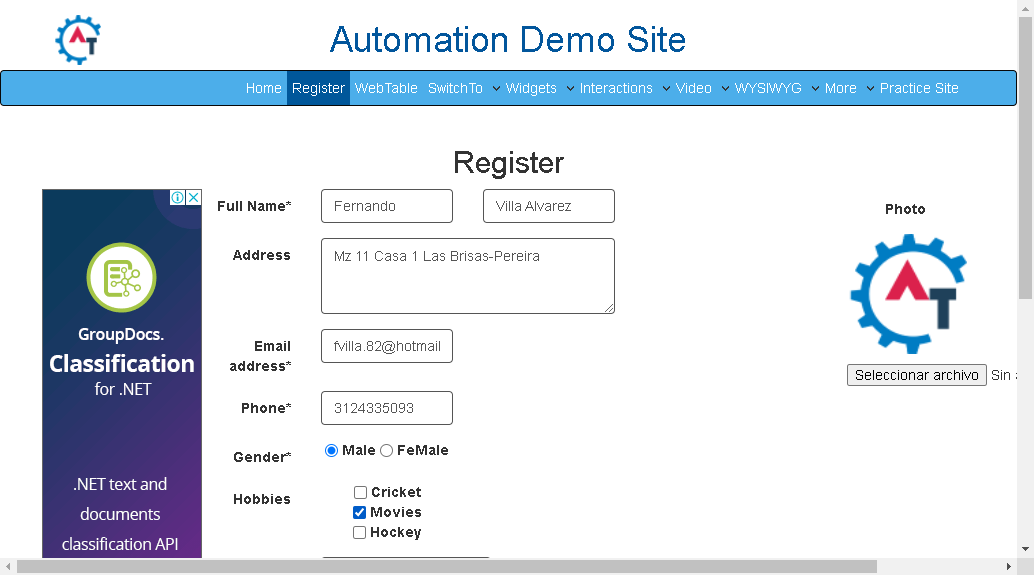 Automation Demo Site
Home Register WebTable SwitchTo Widgets Interactions Video WYSIWYG More Practice Site
Register
Full Name* Fernando Villa Alvarez
Photo
Address Mz 11 Casa 1 Las Brisas-Pereira
GroupDocs.
Classification
for .NET
Email address* fvilla.82@hotmail
Seleccionar archivo Sin
Phone* 3124335093
Gender* Male FeMale
.NET text and
documents
classification API
Hobbies Cricket
Movies
Hockey